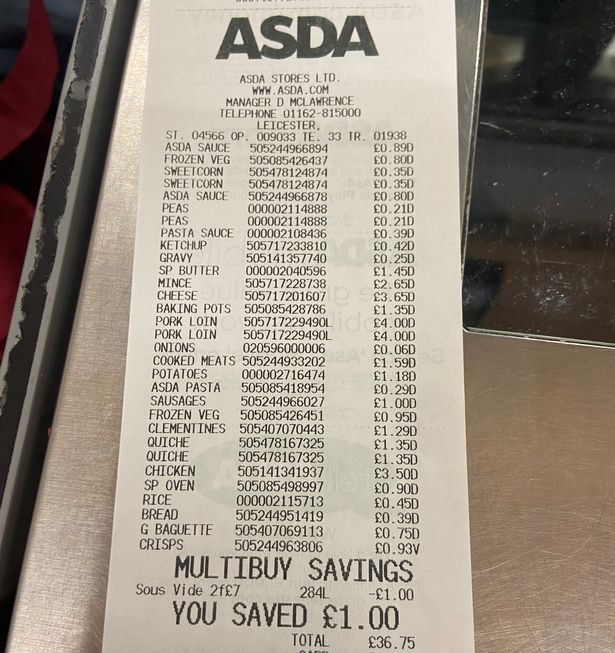 ASDA
ASDA STORES LTD.
WWW.ASDA.COM
MANAGER D MCLAWRENCE
TELEPHONE 01162-815000
LEICESTER,
ST. 04566 OP. 009033 TE. 33 TR. 01938
ASDA SAUCE 505244966894 £0.89D
FROZEN VEG 505085426437 £0.80D
SWEETCORN 505478124874 £0.35D
SWEETCORN 505478124874 £0.35D
ASDA SAUCE 505244966878 £0.80D
PEAS 000002114888 £0.21D
PEAS 000002114888 £0.21D
PASTA SAUCE 000002108436 £0.39D
KETCHUP 505717233810 £0.42D
GRAVY 505141357740 £0.25D
SP BUTTER 000002040596 £1.45D
MINCE 505717228738 £2.65D
CHEESE 505717201607 £3.65D
BAKING POTS 505085428786 £1.35D
PORK LOIN 505717229490L £4.00D
PORK LOIN 505717229490L £4.00D
ONIONS 020596000006 £0.06D
COOKED MEATS 505244933202 £1.59D
POTATOES 000002716474 £1.18D
ASDA PASTA 505085418954 £0.29D
SAUSAGES 505244966027 £1.00D
FROZEN VEG 505085426451 £0.95D
CLEMENTINES 505407070443 £1.29D
QUICHE 505478167325 £1.35D
QUICHE 505478167325 £1.35D
CHICKEN 505141341937 £3.50D
SP OVEN 505085498997 £0.90D
RICE 000002115713 £0.45D
BREAD 505244951419 £0.39D
G BAGUETTE 505407069113 £0.75D
CRISPS 505244963806 £0.93V
MULTIBUY SAVINGS
Sous Vide 2f£7 284L -£1.00
YOU SAVED £1.00
TOTAL £36.75